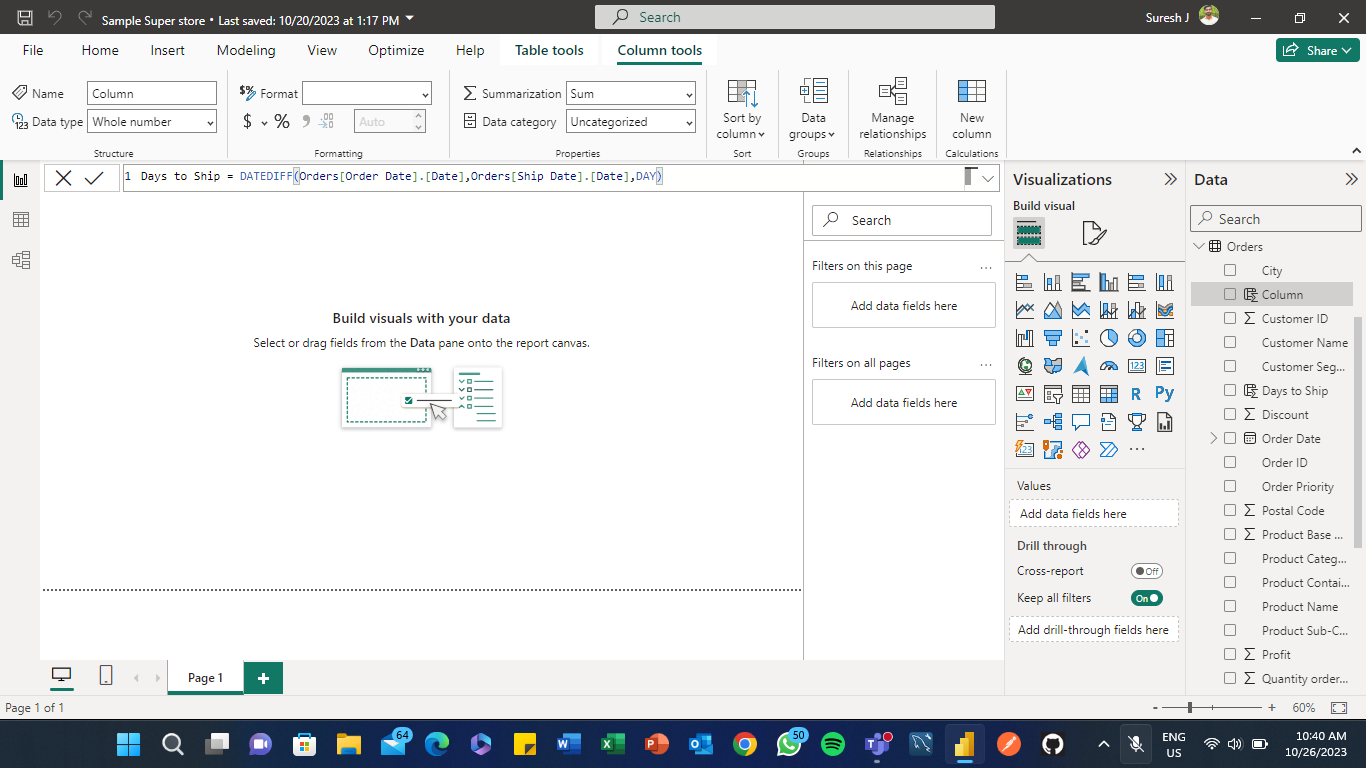 Sample Super store • Last saved: 10/20/2023 at 1:17 PM
Search
Suresh J
File Home Insert Modeling View Optimize Help Table tools Column tools
Share
Name Column
Data type Whole number
Structure
Format
$ % Auto
Formatting
Summarization Sum
Data category Uncategorized
Properties
Sort by
column
Sort
Data
groups
Groups
Manage
relationships
Relationships
New
column
Calculations
1 Days to Ship = DATEDIFF(Orders[Order Date].[Date],Orders[Ship Date].[Date],DAY)
Build visuals with your data
Select or drag fields from the Data pane onto the report canvas.
Search
Filters on this page
Add data fields here
Filters on all pages
Add data fields here
Visualizations
Build visual
R Py
123
Values
Add data fields here
Drill through
Cross-report Off
Keep all filters On
Add drill-through fields here
Data
Search
Orders
City
Column
Customer ID
Customer Name
Customer Seg...
Days to Ship
Discount
Order Date
Order ID
Order Priority
Postal Code
Product Base ...
Product Categ...
Product Contai...
Product Name
Product Sub-C...
Profit
Quantity order...
Page 1
Page 1 of 1
- + 60%
64
50
ENG
US
10:40 AM
10/26/2023